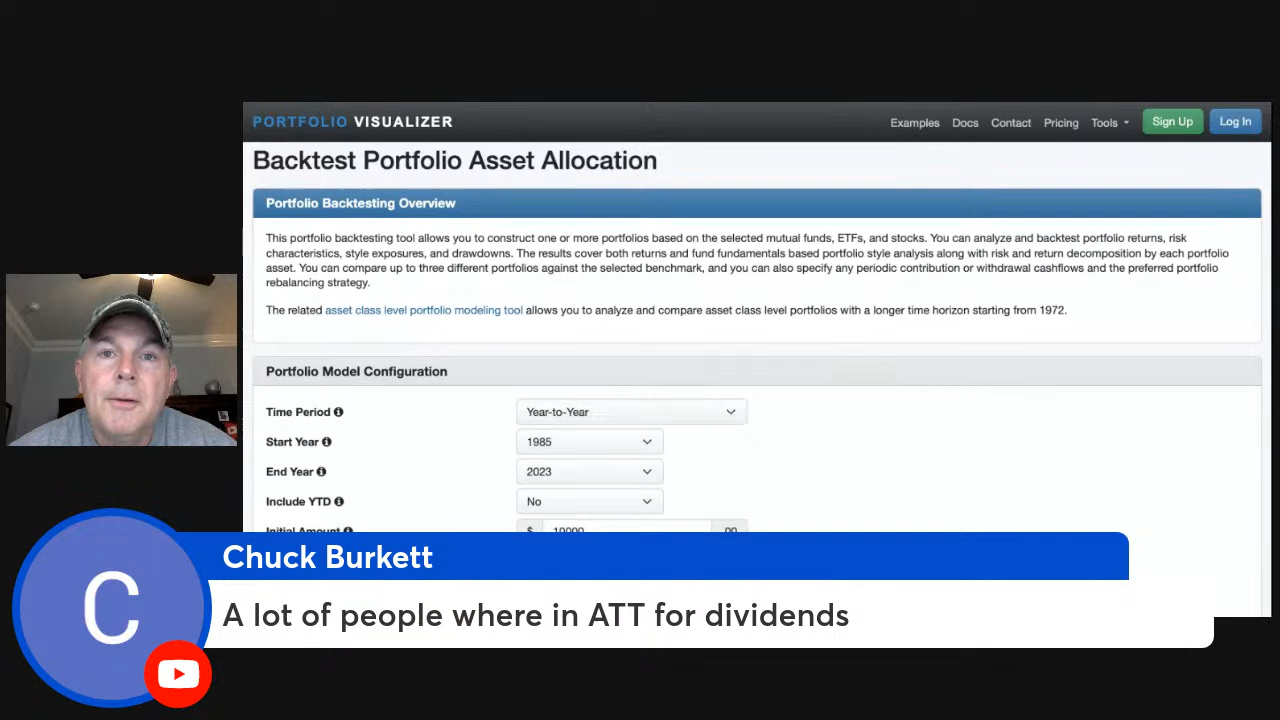 PORTFOLIO VISUALIZER
Examples Docs Contact Pricing Tools Sign Up Log In
Backtest Portfolio Asset Allocation
Portfolio Backtesting Overview
This portfolio backtesting tool allows you to construct one or more portfolios based on the selected mutual funds, ETFs, and stocks. You can analyze and backtest portfolio returns, risk
characteristics, style exposures, and drawdowns. The results cover both returns and fund fundamentals based portfolio style analysis along with risk and return decomposition by each portfolio
asset. You can compare up to three different portfolios against the selected benchmark, and you can also specify any periodic contribution or withdrawal cashflows and the preferred portfolio
rebalancing strategy.
The related asset class level portfolio modeling tool allows you to analyze and compare asset class level portfolios with a longer time horizon starting from 1972.
Portfolio Model Configuration
Time Period Year-to-Year
Start Year 1985
End Year 2023
Include YTD No
Initial Amount $ 10000 .00
Chuck Burkett
C
A lot of people where in ATT for dividends